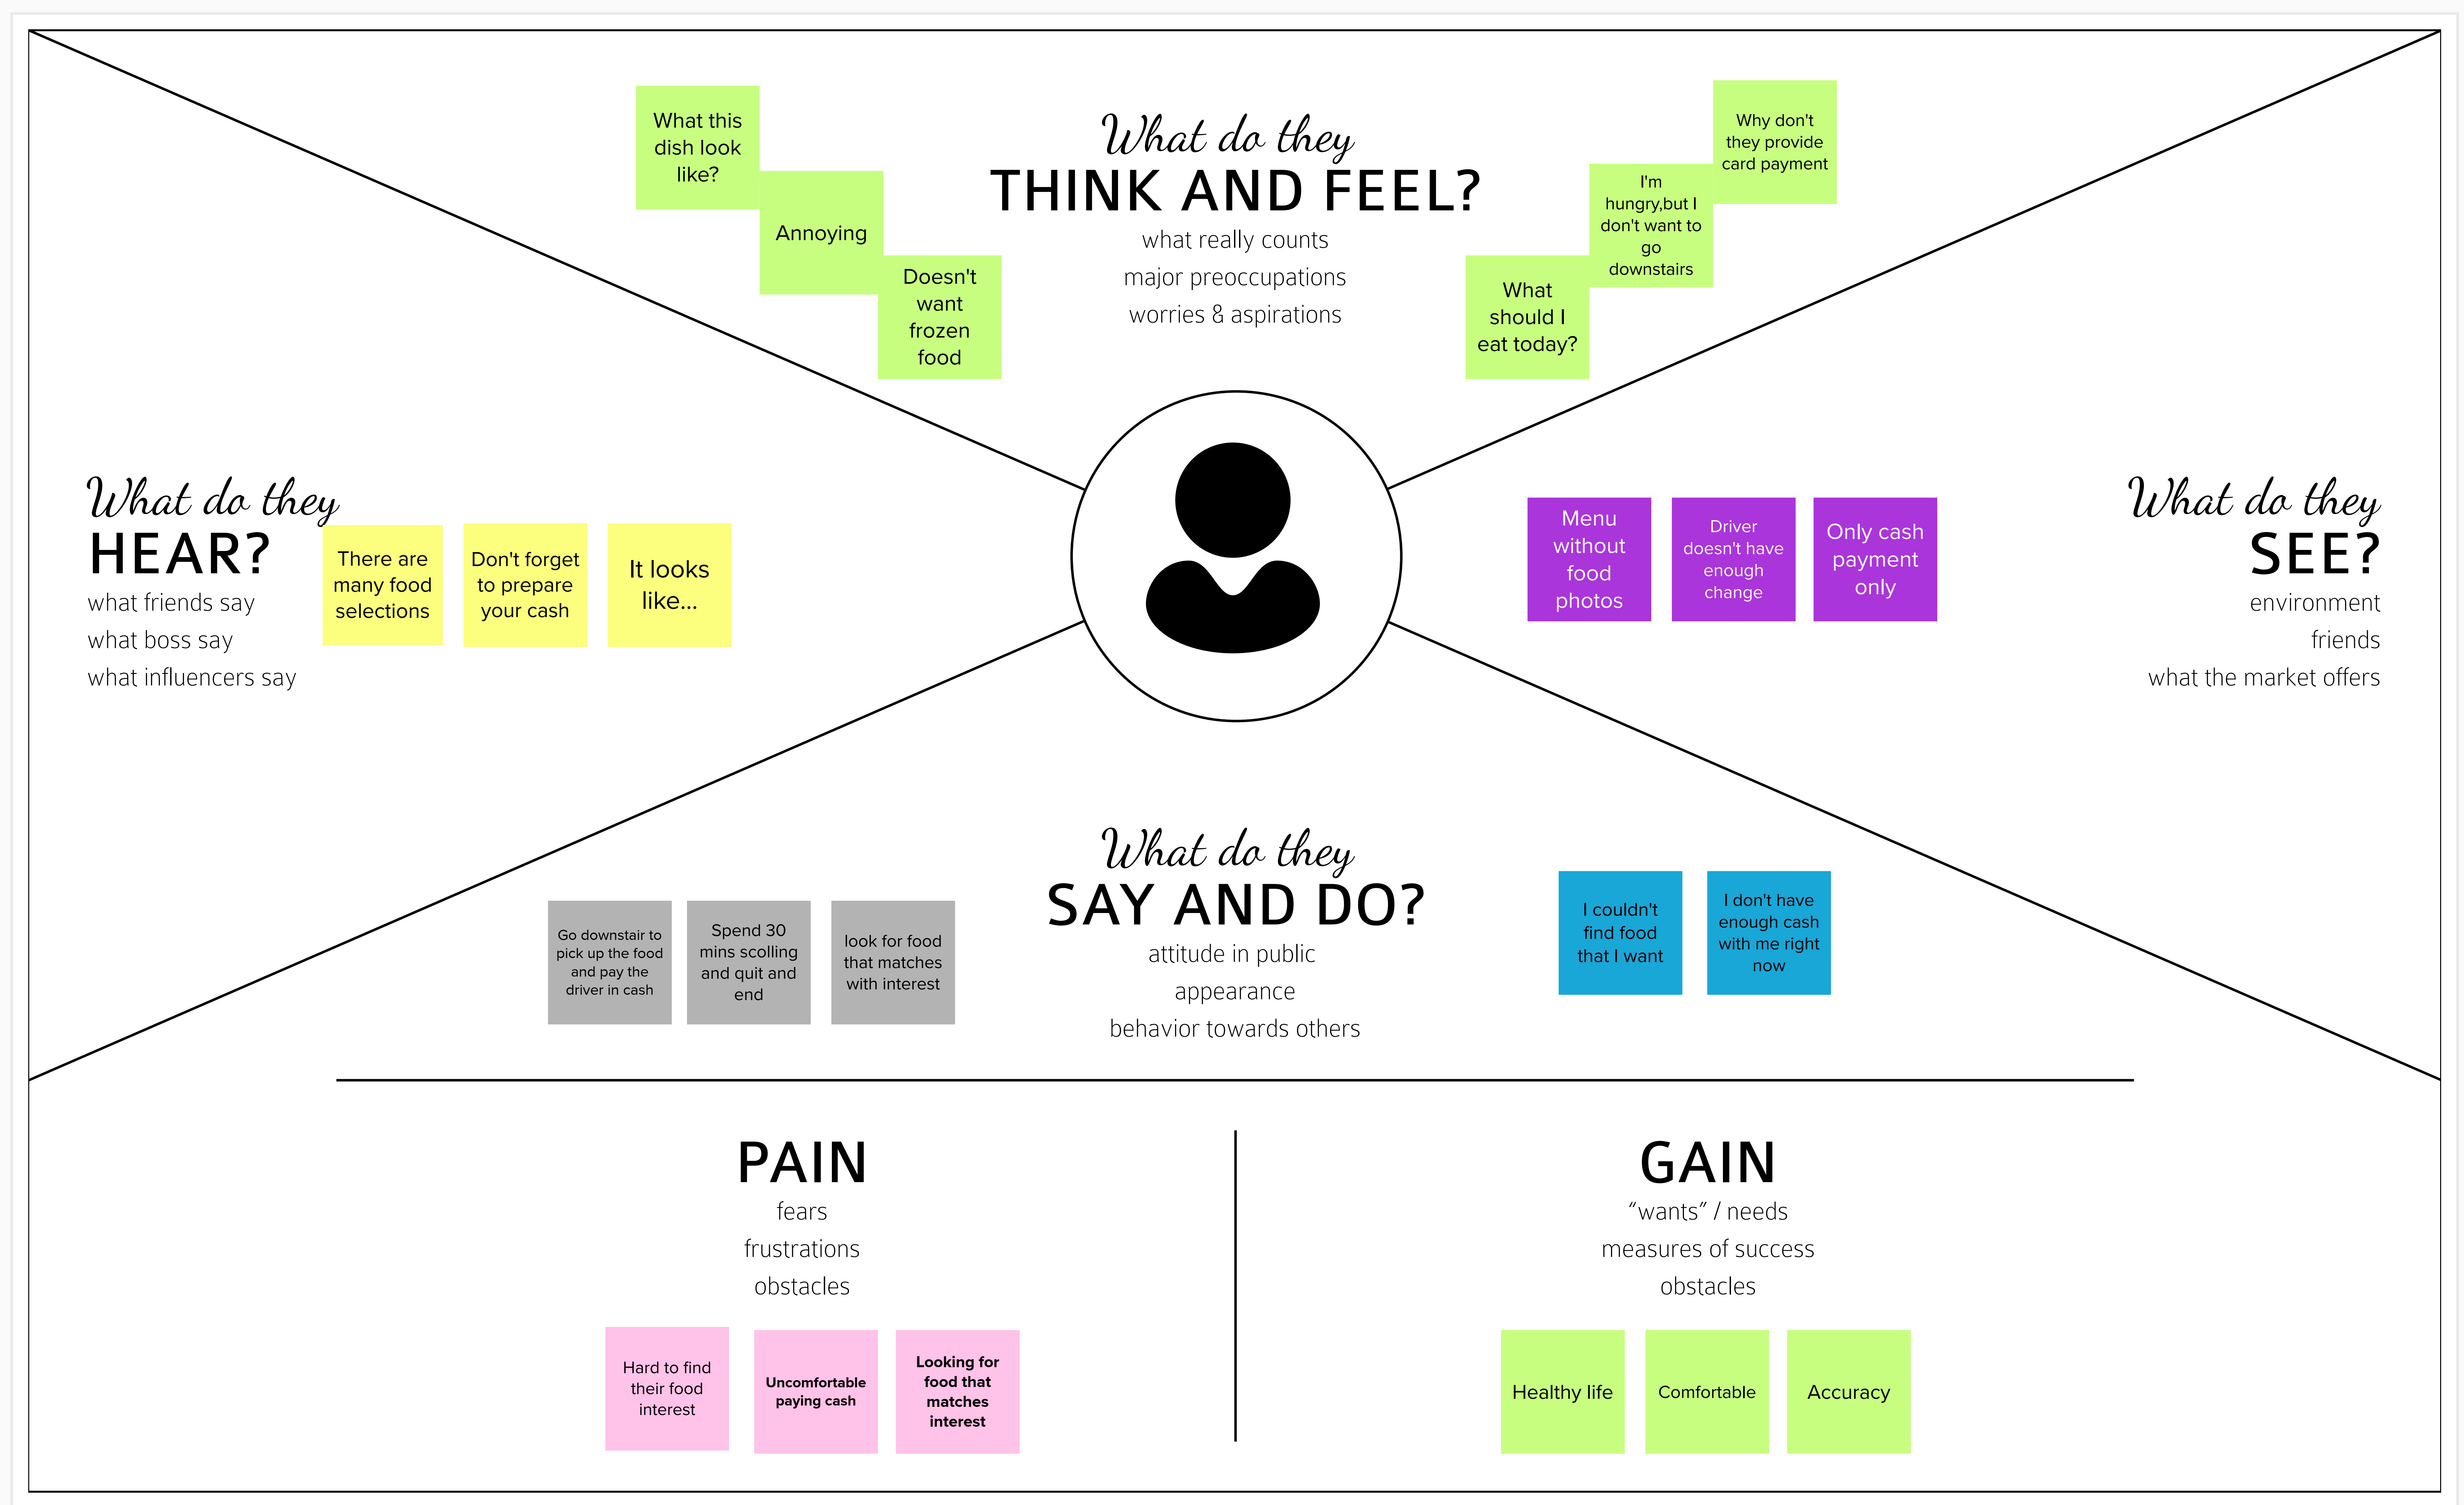 What do they
THINK AND FEEL?
what really counts
major preoccupations
worries & aspirations
What this
dish look
like?
Annoying
Doesn't
want
frozen
food
What
should I
eat today?
I'm
hungry,but I
don't want to
go
downstairs
Why don't
they provide
card payment
What do they
HEAR?
what friends say
what boss say
what influencers say
There are
many food
selections
Don't forget
to prepare
your cash
It looks
like...
Menu
without
food
photos
Driver
doesn't have
enough
change
Only cash
payment
only
What do they
SEE?
environment
friends
what the market offers
What do they
SAY AND DO?
attitude in public
appearance
behavior towards others
Go downstair to
pick up the food
and pay the
driver in cash
Spend 30
mins scolling
and quit and
end
look for food
that matches
with interest
I couldn't
find food
that I want
I don't have
enough cash
with me right
now
PAIN
fears
frustrations
obstacles
Hard to find
their food
interest
Uncomfortable
paying cash
Looking for
food that
matches
interest
GAIN
“wants” / needs
measures of success
obstacles
Healthy life
Comfortable
Accuracy